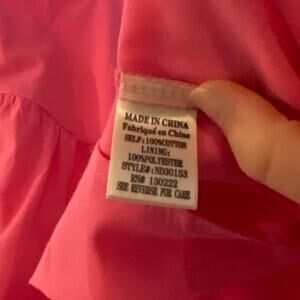 MADE IN CHINA
Fabriqué en Chine
SELF: 100%COTTON
LINING:
100%POLYESTER
STYLE#: ND30153
RN# 130222
SEE REVERSE FOR CARE